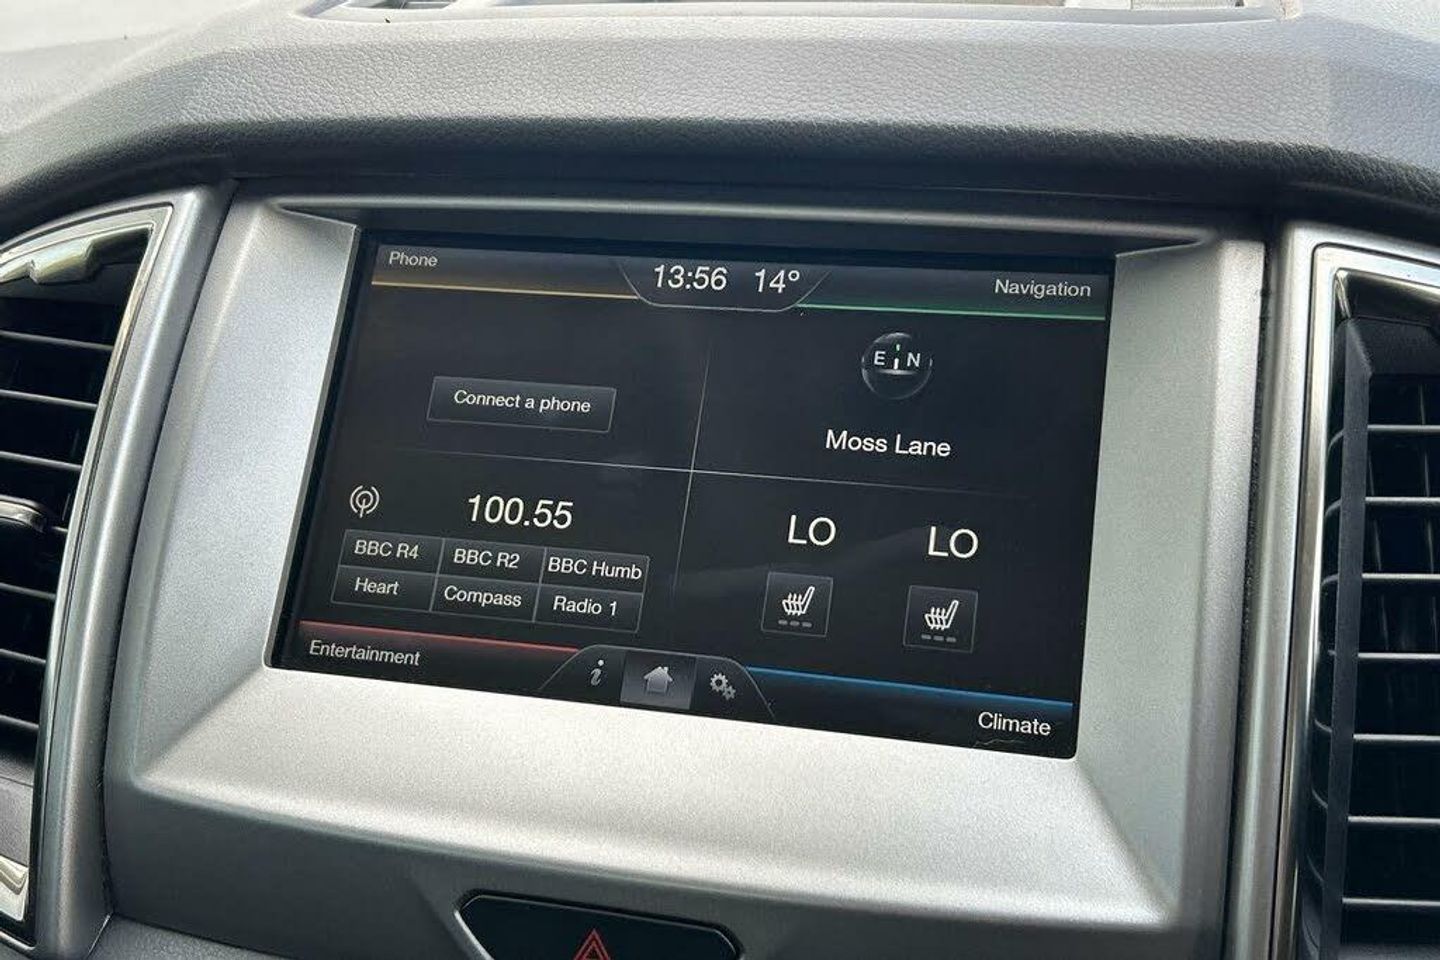 Phone
13:56 14°
Navigation
E N
Connect a phone
Moss Lane
100.55
LO LO
BBC R4 BBC R2 BBC Humb
Heart Compass Radio 1
Entertainment
i
Climate